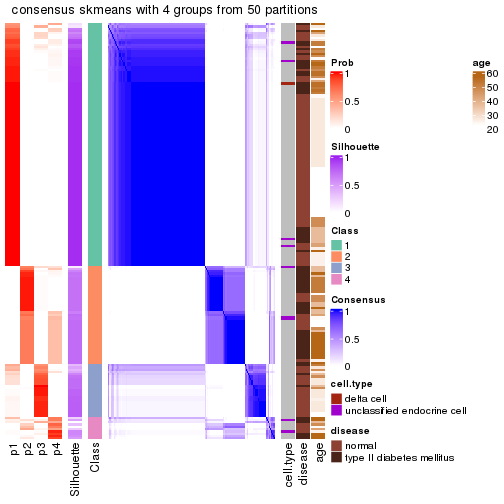 consensus skmeans with 4 groups from 50 partitions
Prob
1
0.5
0
Silhouette
1
0.5
0
Class
1
2
3
4
Consensus
1
0.5
0
cell.type
delta cell
unclassified endocrine cell
disease
normal
type II diabetes mellitus
age
60
50
40
30
20
p1
p2
p3
p4
Silhouette
Class
cell.type
disease
age